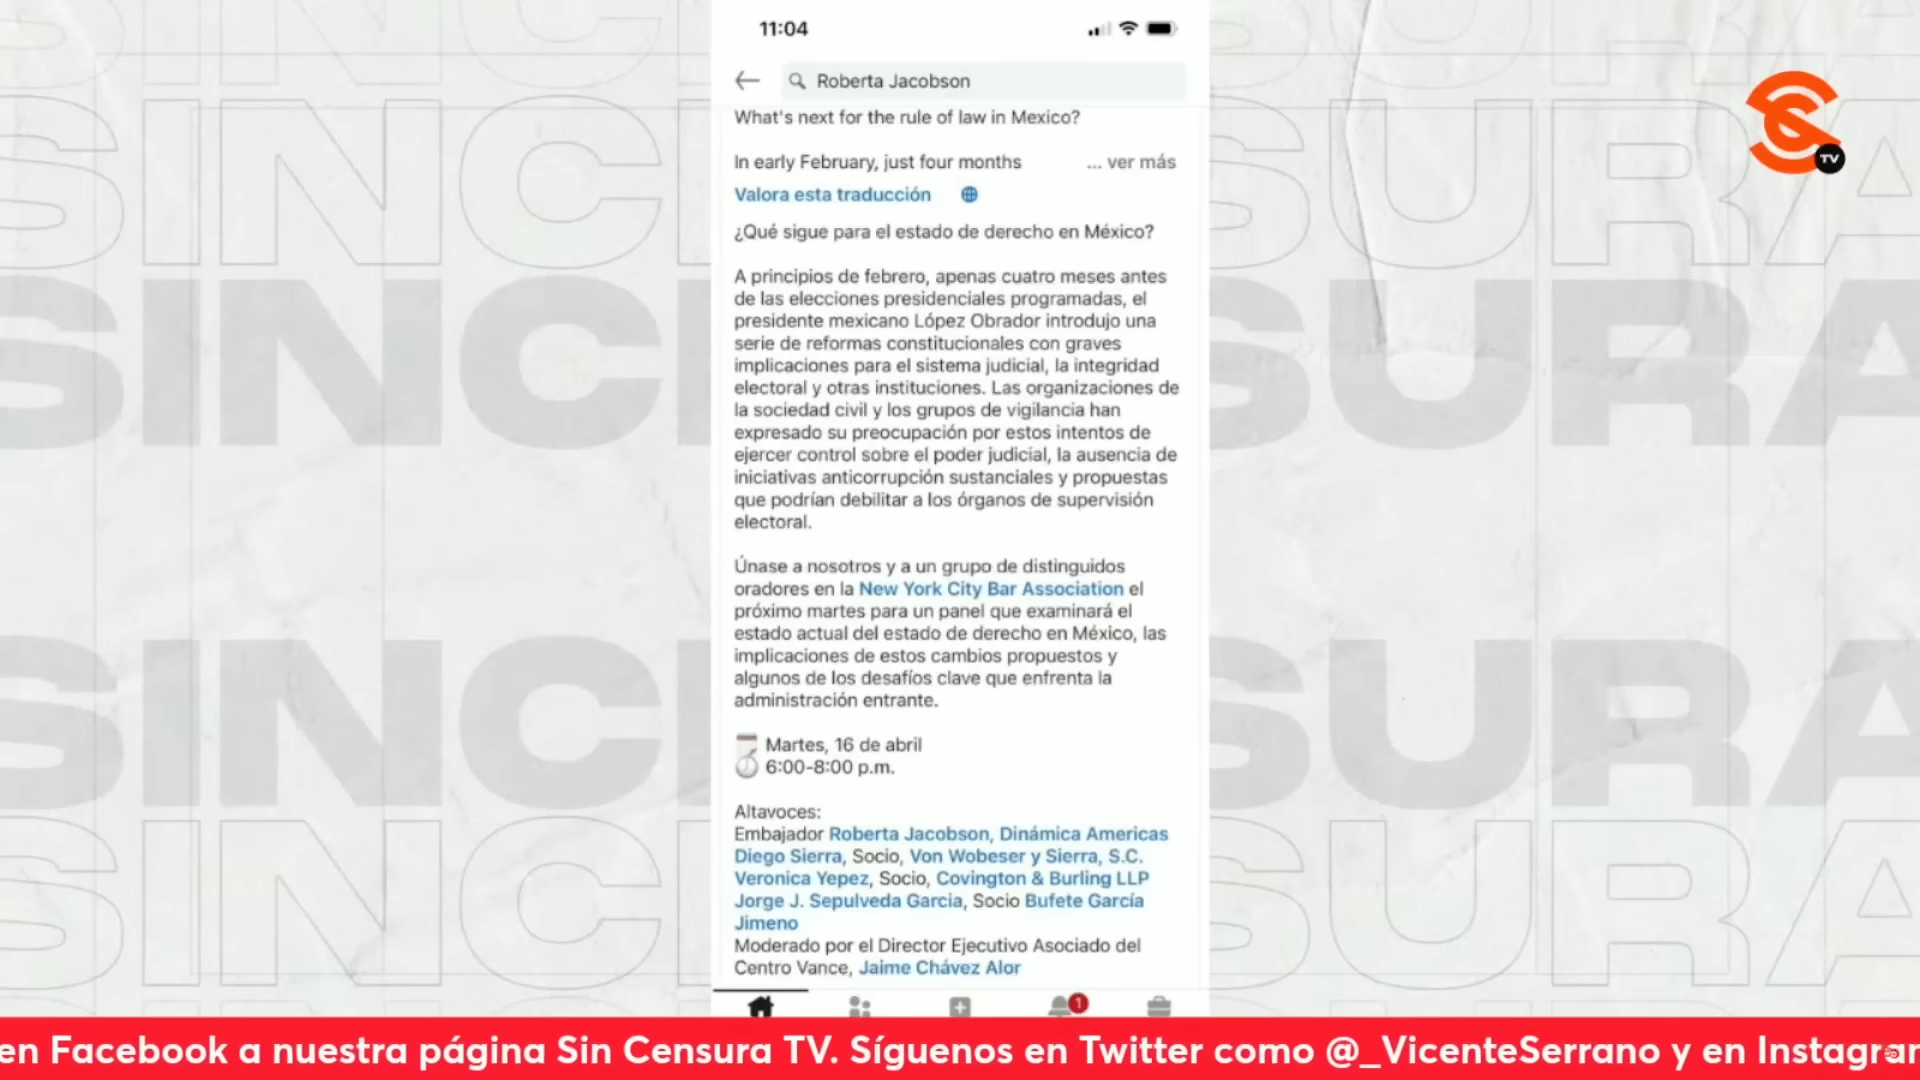 11:04
Roberta Jacobson
What's next for the rule of law in Mexico?
In early February, just four months ... ver más
Valora esta traducción
¿Qué sigue para el estado de derecho en México?
A principios de febrero, apenas cuatro meses antes
de las elecciones presidenciales programadas, el
presidente mexicano López Obrador introdujo una
serie de reformas constitucionales con graves
implicaciones para el sistema judicial, la integridad
electoral y otras instituciones. Las organizaciones de
la sociedad civil y los grupos de vigilancia han
expresado su preocupación por estos intentos de
ejercer control sobre el poder judicial, la ausencia de
iniciativas anticorrupción sustanciales y propuestas
que podrían debilitar a los órganos de supervisión
electoral.
Únase a nosotros y a un grupo de distinguidos
oradores en la New York City Bar Association el
próximo martes para un panel que examinará el
estado actual del estado de derecho en México, las
implicaciones de estos cambios propuestos y
algunos de los desafíos clave que enfrenta la
administración entrante.
Martes, 16 de abril
6:00-8:00 p.m.
Altavoces:
Embajador Roberta Jacobson, Dinámica Americas
Diego Sierra, Socio, Von Wobeser y Sierra, S.C.
Veronica Yepez, Socio, Covington & Burling LLP
Jorge J. Sepulveda Garcia, Socio Bufete García
Jimeno
Moderado por el Director Ejecutivo Asociado del
Centro Vance, Jaime Chávez Alor
1
TV
SINC SURA
SINC SURA
SINC SURA
SINC SURA
en Facebook a nuestra página Sin Censura TV. Síguenos en Twitter como @_VicenteSerrano y en Instagram